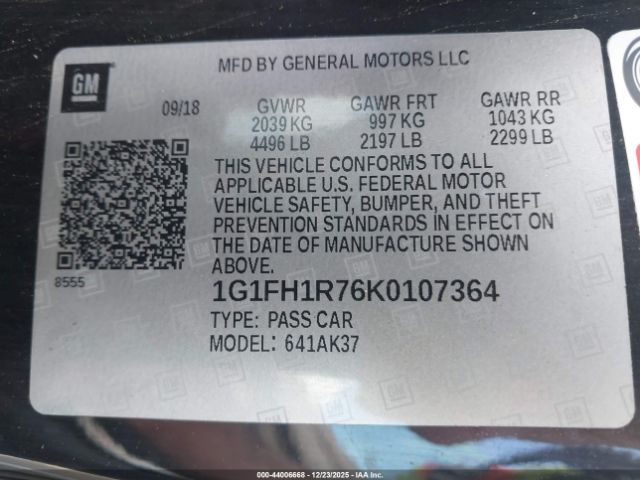 GM
MFD BY GENERAL MOTORS LLC
09/18 GVWR GAWR FRT GAWR RR
2039 KG 997 KG 1043 KG
4496 LB 2197 LB 2299 LB
THIS VEHICLE CONFORMS TO ALL
APPLICABLE U.S. FEDERAL MOTOR
VEHICLE SAFETY, BUMPER, AND THEFT
PREVENTION STANDARDS IN EFFECT ON
THE DATE OF MANUFACTURE SHOWN
ABOVE.
8555
1G1FH1R76K0107364
TYPE: PASS CAR
MODEL: 641AK37
000-44006668 - 12/23/2025 - IAAI.com